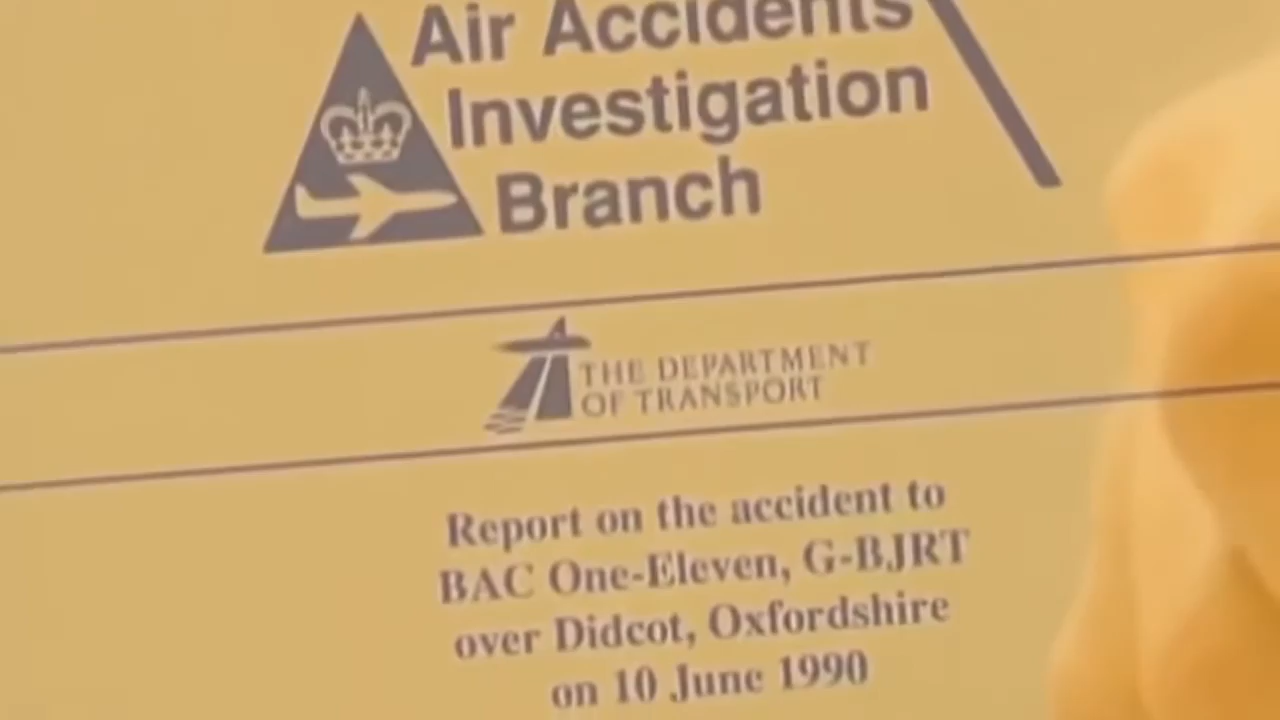 Air Accidents
Investigation
Branch
THE DEPARTMENT
OF TRANSPORT
Report on the accident to
BAC One-Eleven, G-BJRT
over Didcot, Oxfordshire
on 10 June 1990